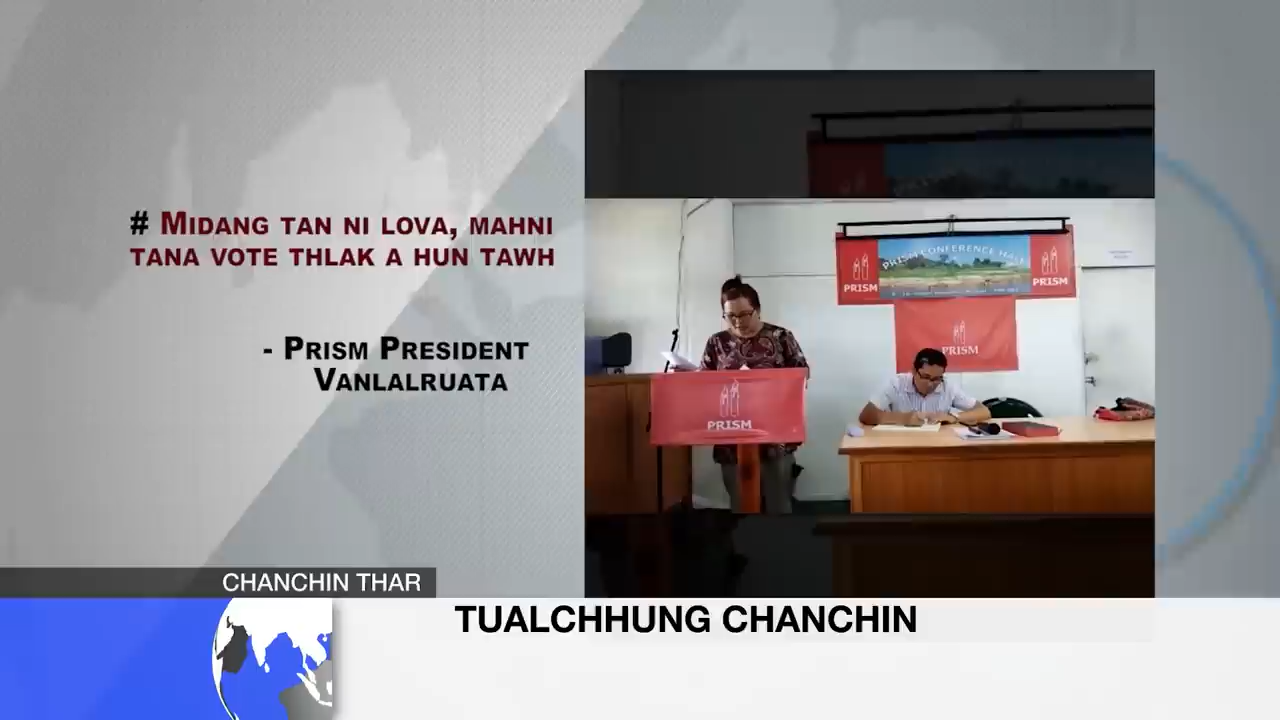 # MIDANG TAN NI LOVA, MAHNI
TANA VOTE THLAK A HUN TAWH
- PRISM PRESIDENT
VANLALRUATA
PRISM CONFERENCE HALL
PRISM
PRISM
PRISM
PRISM
CHANCHIN THAR
TUALCHHUNG CHANCHIN